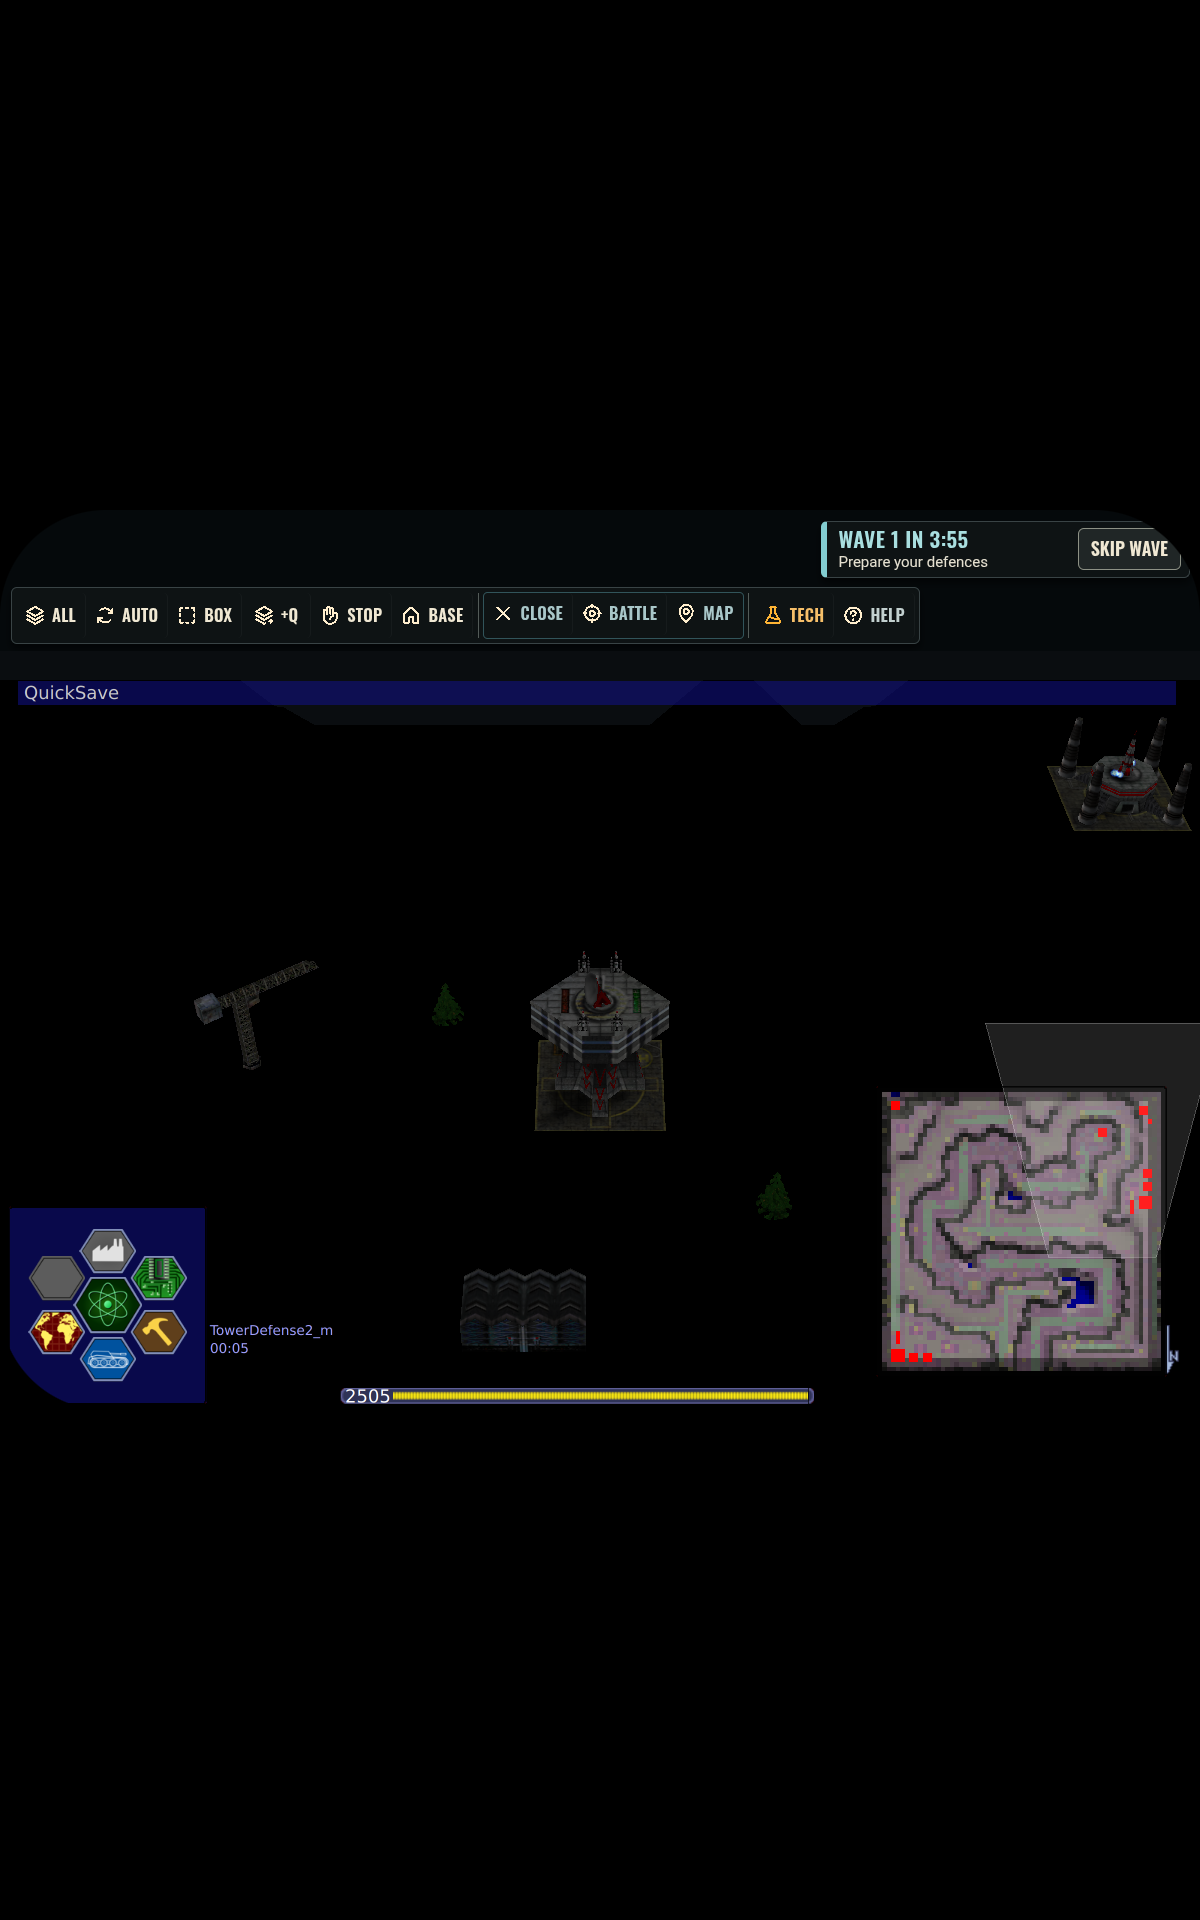 WAVE 1 IN 3:55
Prepare your defences
SKIP WAVE
ALL AUTO BOX +Q STOP BASE CLOSE BATTLE MAP TECH HELP
QuickSave
TowerDefense2_m
00:05
2505
N